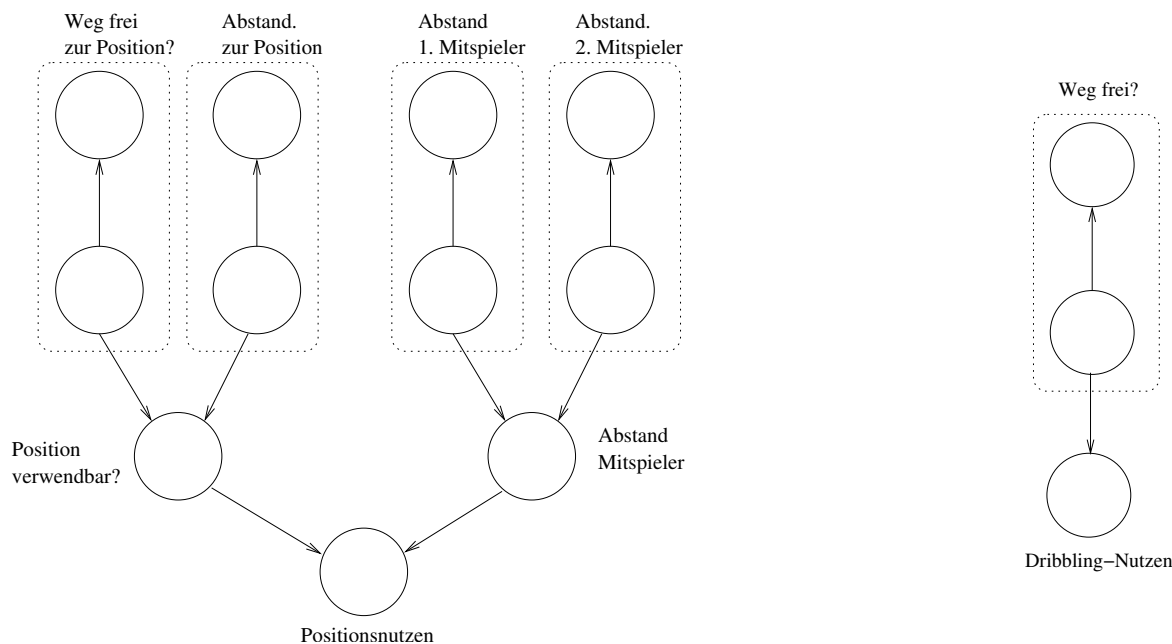 Weg frei
zur Position?
Abstand.
zur Position
Abstand
1. Mitspieler
Abstand.
2. Mitspieler
Weg frei?
Position
verwendbar?
Abstand
Mitspieler
Positionsnutzen
Dribbling−Nutzen